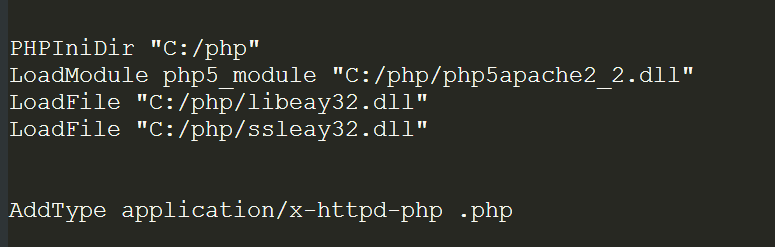 PHPIniDir "C:/php"
LoadModule php5_module "C:/php/php5apache2_2.dll"
LoadFile "C:/php/libeay32.dll"
LoadFile "C:/php/ssleay32.dll"
AddType application/x-httpd-php .php